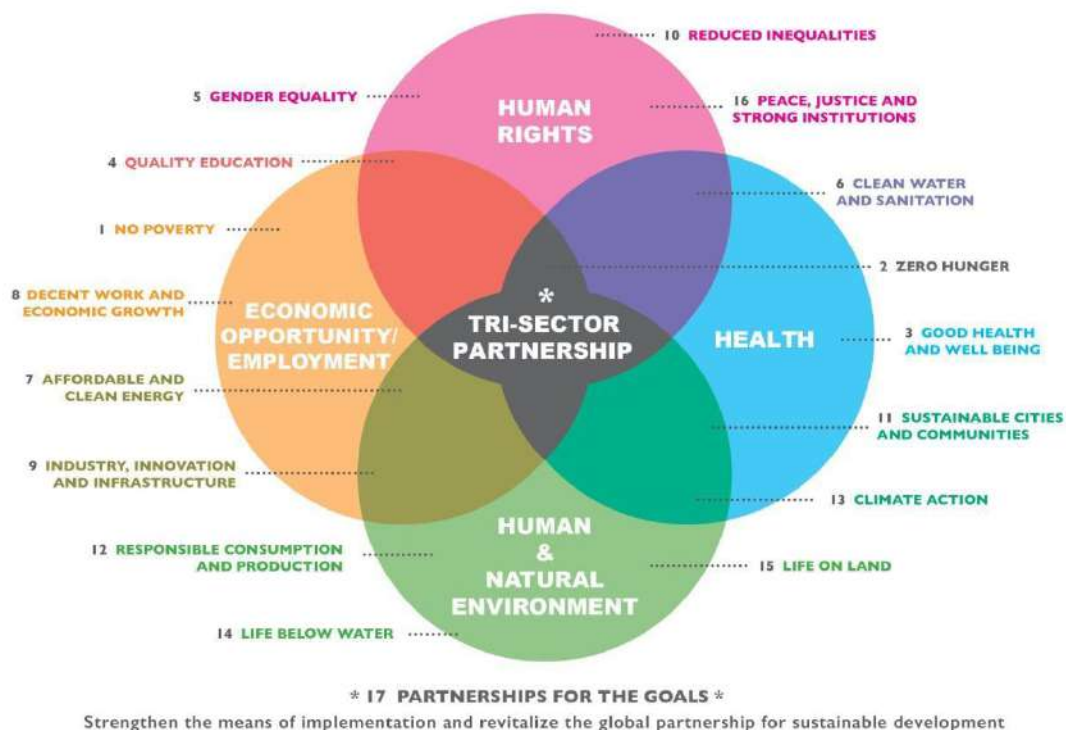 10 REDUCED INEQUALITIES
5 GENDER EQUALITY
HUMAN
RIGHTS
16 PEACE, JUSTICE AND
STRONG INSTITUTIONS
4 QUALITY EDUCATION
6 CLEAN WATER
AND SANITATION
1 NO POVERTY
2 ZERO HUNGER
8 DECENT WORK AND
ECONOMIC GROWTH
ECONOMIC
OPPORTUNITY/
EMPLOYMENT
*
TRI-SECTOR
PARTNERSHIP
HEALTH
3 GOOD HEALTH
AND WELL BEING
7 AFFORDABLE AND
CLEAN ENERGY
11 SUSTAINABLE CITIES
AND COMMUNITIES
9 INDUSTRY, INNOVATION
AND INFRASTRUCTURE
13 CLIMATE ACTION
HUMAN
&
NATURAL
ENVIRONMENT
12 RESPONSIBLE CONSUMPTION
AND PRODUCTION
15 LIFE ON LAND
14 LIFE BELOW WATER
* 17 PARTNERSHIPS FOR THE GOALS *
Strengthen the means of implementation and revitalize the global partnership for sustainable development